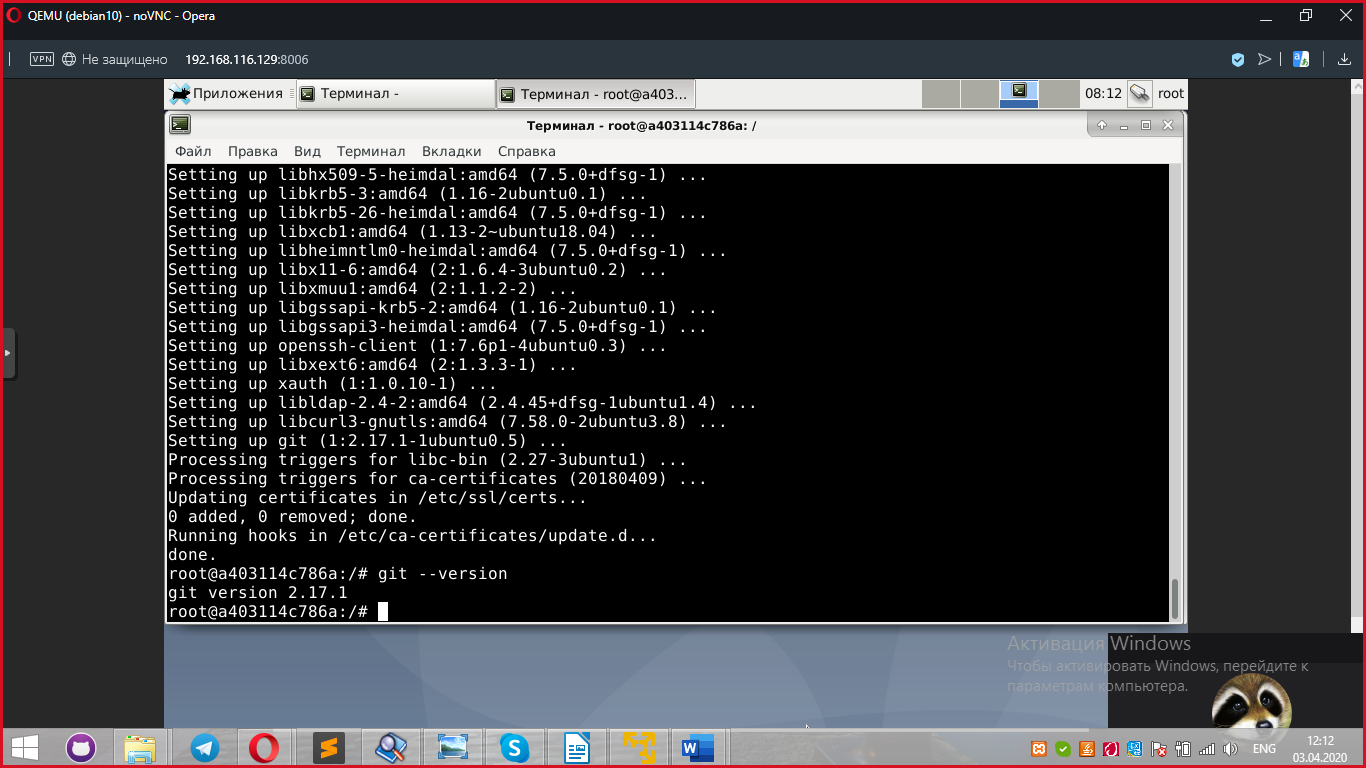 QEMU (debian10) - noVNC - Opera
VPN Не защищено 192.168.116.129:8006
Приложения Терминал - Терминал - root@a403... 08:12 root
Терминал - root@a403114c786a: /
Файл Правка Вид Терминал Вкладки Справка
Setting up libhx509-5-heimdal:amd64 (7.5.0+dfsg-1) ...
Setting up libkrb5-3:amd64 (1.16-2ubuntu0.1) ...
Setting up libkrb5-26-heimdal:amd64 (7.5.0+dfsg-1) ...
Setting up libxcb1:amd64 (1.13-2~ubuntu18.04) ...
Setting up libheimntlm0-heimdal:amd64 (7.5.0+dfsg-1) ...
Setting up libx11-6:amd64 (2:1.6.4-3ubuntu0.2) ...
Setting up libxmuu1:amd64 (2:1.1.2-2) ...
Setting up libgssapi-krb5-2:amd64 (1.16-2ubuntu0.1) ...
Setting up libgssapi3-heimdal:amd64 (7.5.0+dfsg-1) ...
Setting up openssh-client (1:7.6p1-4ubuntu0.3) ...
Setting up libxext6:amd64 (2:1.3.3-1) ...
Setting up xauth (1:1.0.10-1) ...
Setting up libldap-2.4-2:amd64 (2.4.45+dfsg-1ubuntu1.4) ...
Setting up libcurl3-gnutls:amd64 (7.58.0-2ubuntu3.8) ...
Setting up git (1:2.17.1-1ubuntu0.5) ...
Processing triggers for libc-bin (2.27-3ubuntu1) ...
Processing triggers for ca-certificates (20180409) ...
Updating certificates in /etc/ssl/certs...
0 added, 0 removed; done.
Running hooks in /etc/ca-certificates/update.d...
done.
root@a403114c786a:/# git --version
git version 2.17.1
root@a403114c786a:/#
Активация Windows
Чтобы активировать Windows, перейдите к
параметрам компьютера.
ENG 12:12
03.04.2020